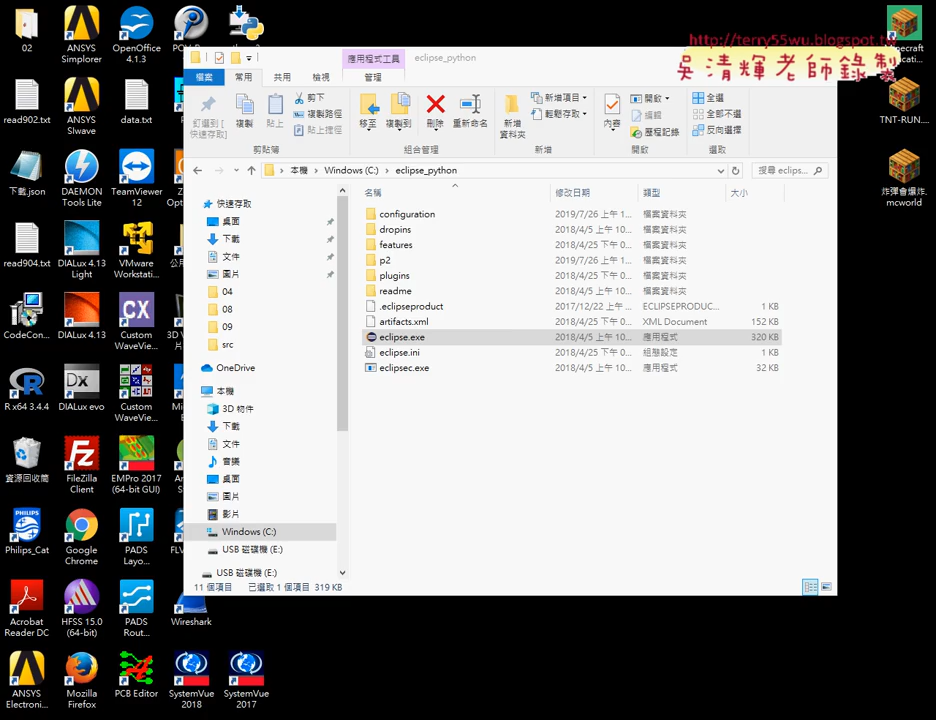 http://terry55wu.blogspot.tw
吳清輝老師錄製
02
ANSYS Simplorer
OpenOffice 4.1.3
應用程式工具
eclipse_python
檔案
常用
共用
檢視
管理
釘選到 [快速存取]
複製
貼上
剪下
複製路徑
貼上捷徑
剪貼簿
移至
複製到
刪除
重新命名
組合管理
新增資料夾
新增項目
輕鬆存取
新增
內容
開啟
編輯
歷程記錄
開啟
全選
全部不選
反向選擇
選取
本機 › Windows (C:) › eclipse_python
搜尋 eclips...
名稱
修改日期
類型
大小
configuration 2019/7/26 上午 1... 檔案資料夾
dropins 2018/4/5 上午 10... 檔案資料夾
features 2018/4/25 下午 0... 檔案資料夾
p2 2019/7/26 上午 1... 檔案資料夾
plugins 2018/4/25 下午 0... 檔案資料夾
readme 2018/4/5 上午 10... 檔案資料夾
.eclipseproduct 2017/12/22 上午 ... ECLIPSEPRODUC... 1 KB
artifacts.xml 2018/4/25 下午 0... XML Document 152 KB
eclipse.exe 2018/4/5 上午 10... 應用程式 320 KB
eclipse.ini 2018/4/25 下午 0... 組態設定 1 KB
eclipsec.exe 2018/4/5 上午 10... 應用程式 32 KB
快速存取
桌面
下載
文件
圖片
04
08
09
src
OneDrive
本機
3D 物件
下載
文件
音樂
桌面
圖片
影片
Windows (C:)
USB 磁碟機 (E:)
USB 磁碟機 (E:)
11 個項目
已選取 1 個項目 319 KB
read902.txt
ANSYS SIwave
data.txt
TNT-RUN....
下載.json
DAEMON Tools Lite
TeamViewer 12
炸彈會爆炸.mcworld
read904.txt
DIALux 4.13 Light
VMware Workstati...
CodeCon...
DIALux 4.13
Custom WaveVie...
R x64 3.4.4
DIALux evo
Custom WaveVie...
資源回收筒
FileZilla Client
EMPro 2017 (64-bit GUI)
PHILIPS
Philips_Cat
Google Chrome
PADS Layo...
Acrobat Reader DC
HFSS 15.0 (64-bit)
PADS Rout...
Wireshark
ANSYS Electroni...
Mozilla Firefox
PCB Editor
SystemVue 2018
SystemVue 2017